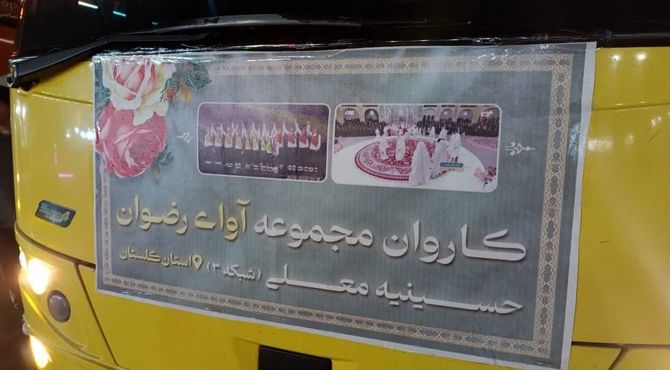 کاروان مجموعه آوای رضوان
حسینیه معلی (شبکه ۳) استان گلستان